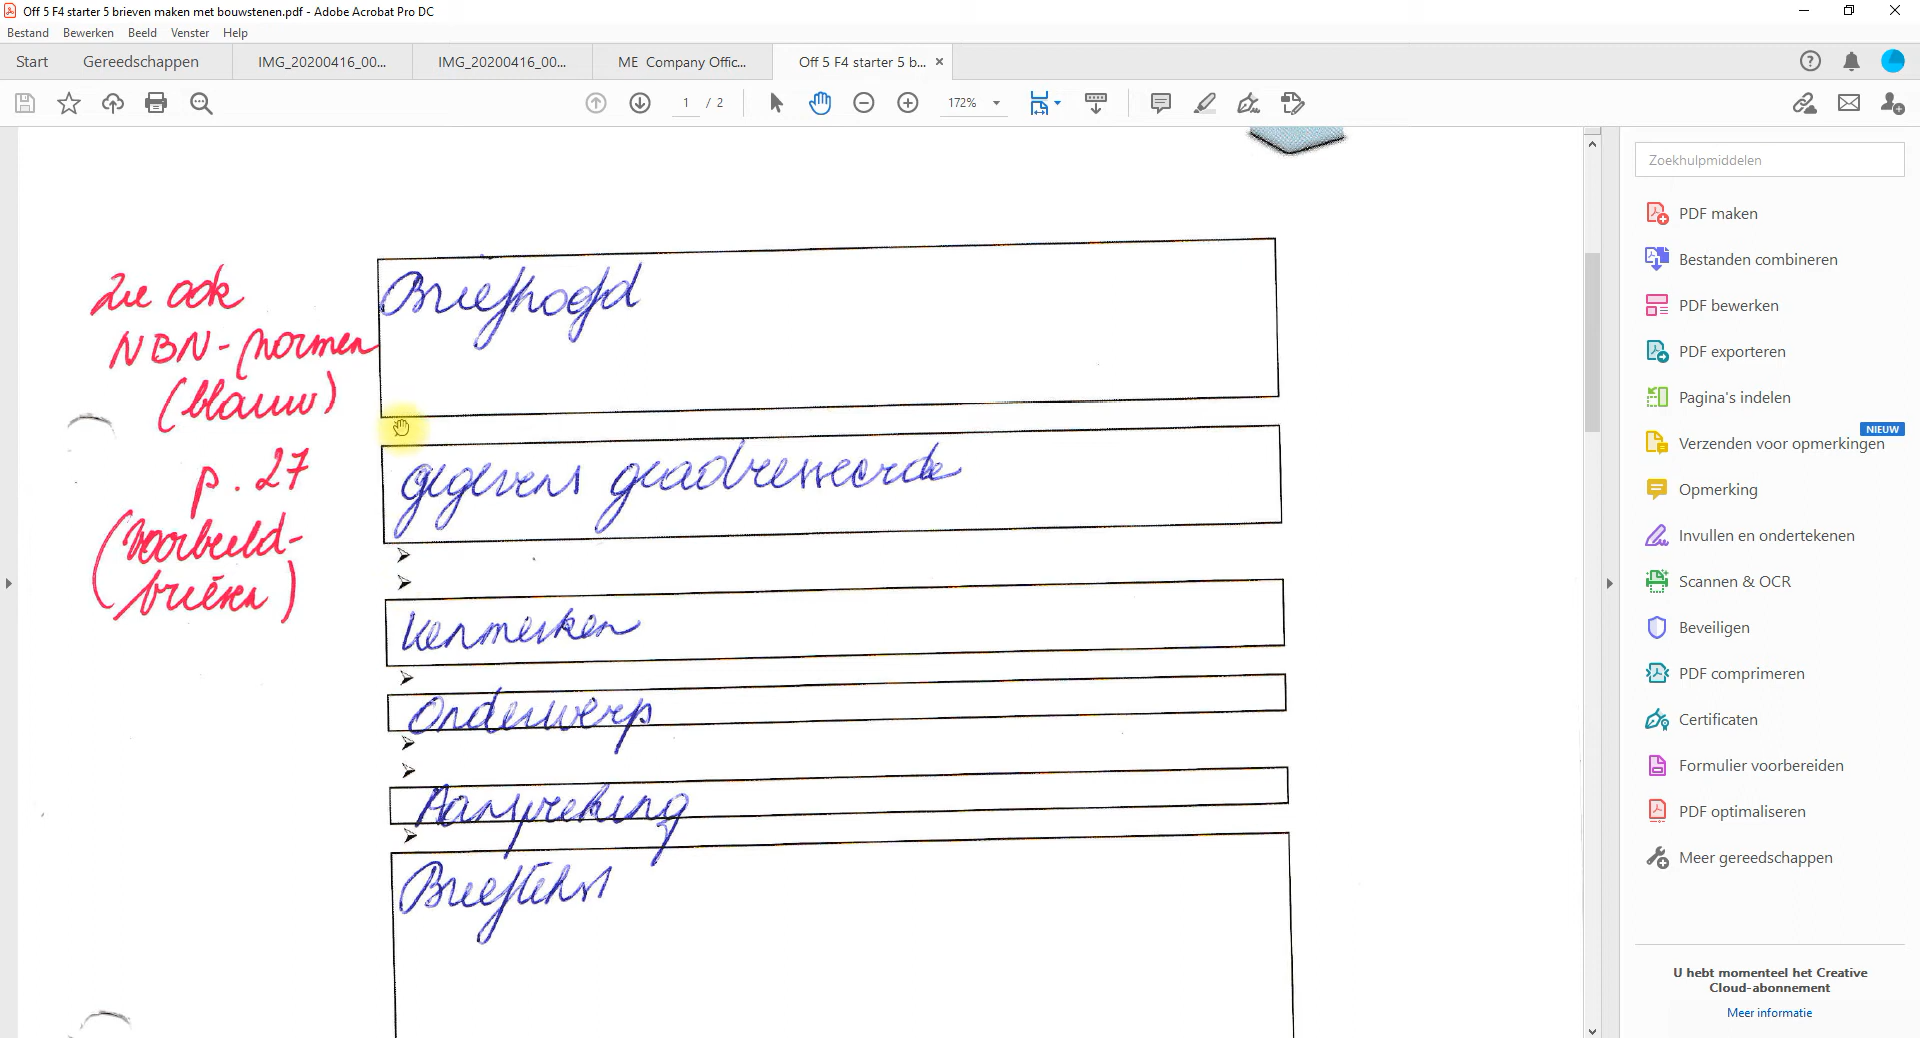 Off 5 F4 starter 5 brieven maken met bouwstenen.pdf - Adobe Acrobat Pro DC
Bestand Bewerken Beeld Venster Help
Start Gereedschappen IMG_20200416_00... IMG_20200416_00... ME Company Offic... Off 5 F4 starter 5 b... ×
1 / 2 172%
Zie ook
NBN-normen
(blauw)
p. 27
(voorbeeld-
brieven)
Briefhoofd
gegevens geadresseerde
Kenmerken
Onderwerp
Aanspreking
Brieftekst
Zoekhulpmiddelen
PDF maken
Bestanden combineren
PDF bewerken
PDF exporteren
Pagina's indelen
NIEUW
Verzenden voor opmerkingen
Opmerking
Invullen en ondertekenen
Scannen & OCR
Beveiligen
PDF comprimeren
Certificaten
Formulier voorbereiden
PDF optimaliseren
Meer gereedschappen
U hebt momenteel het Creative
Cloud-abonnement
Meer informatie